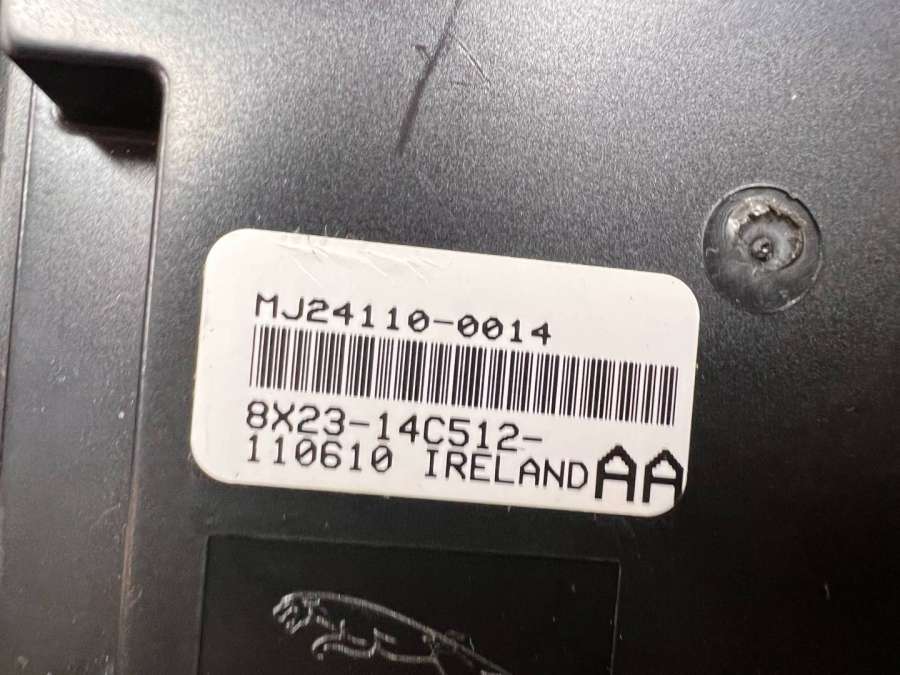 MJ24110-0014
8X23-14C512-
110610 IRELAND AA